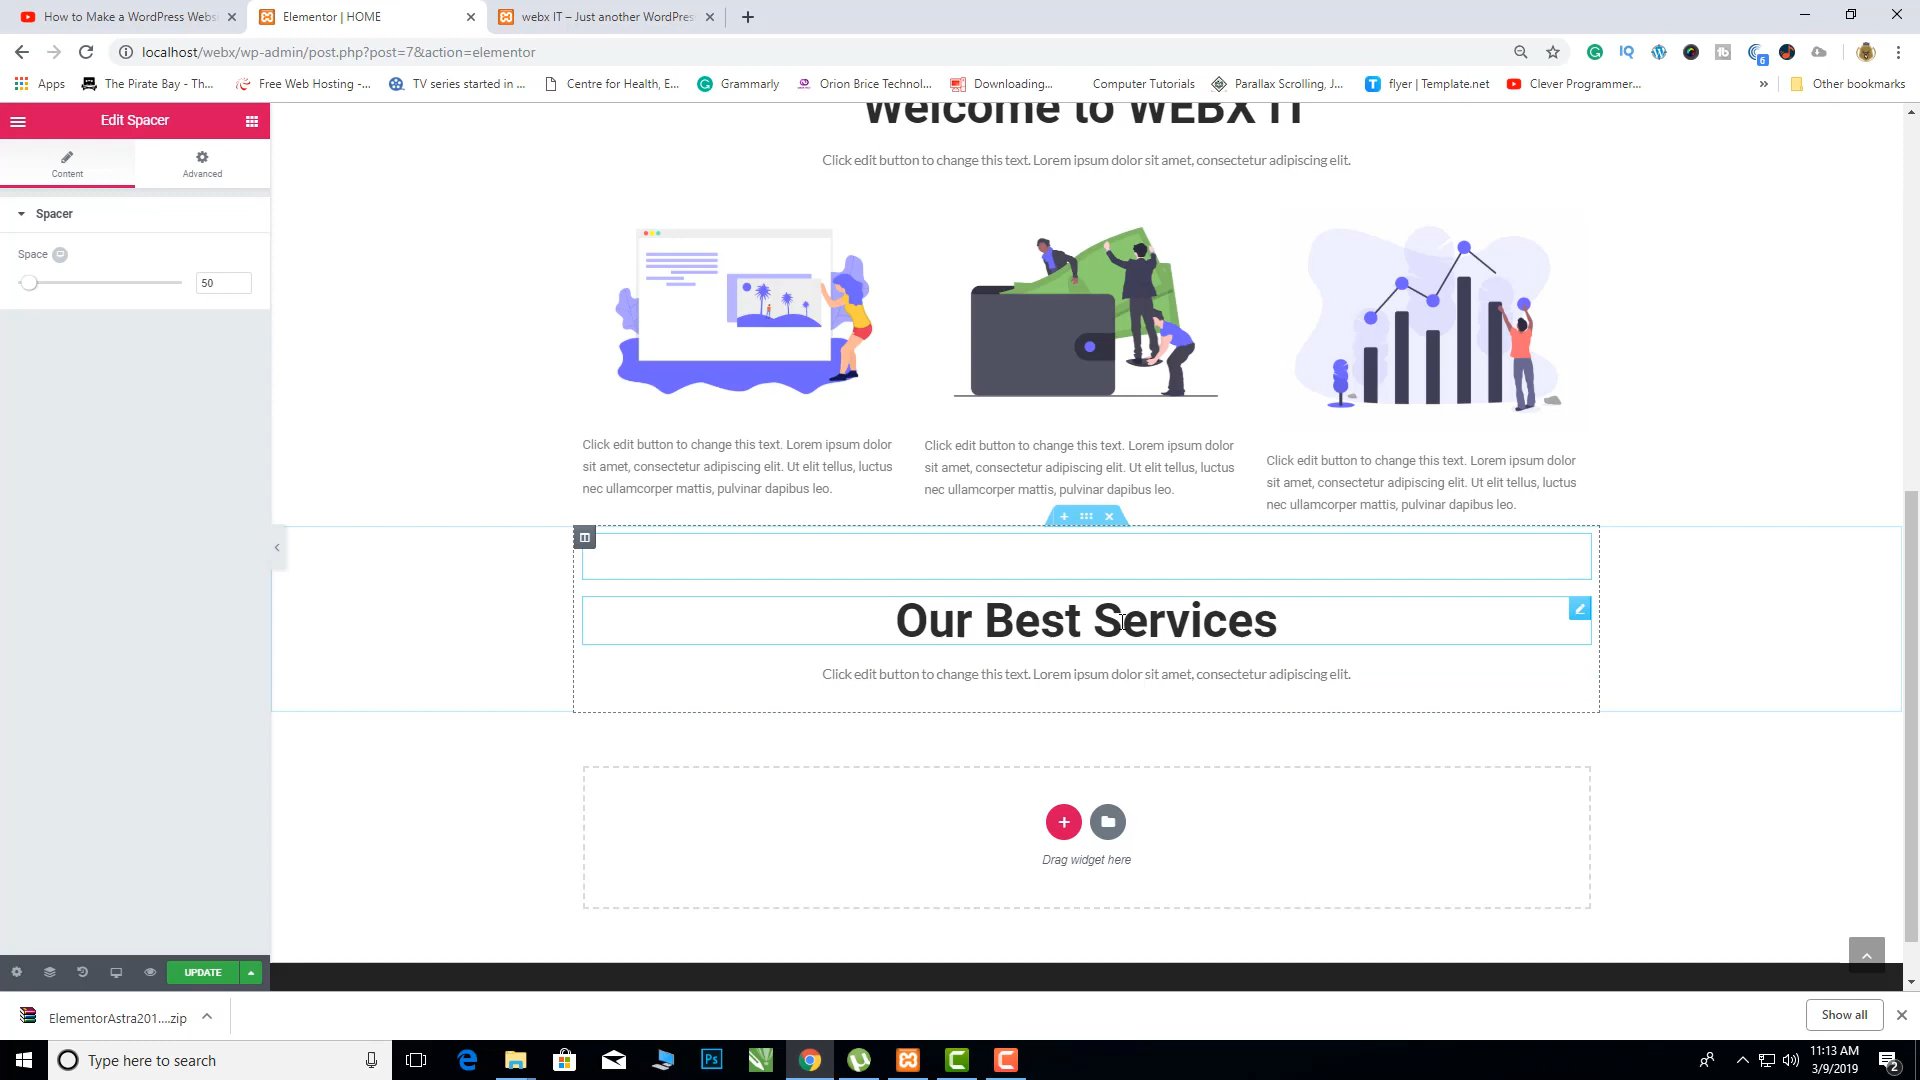 How to Make a WordPress Websi
Elementor | HOME
webx IT – Just another WordPres
localhost/webx/wp-admin/post.php?post=7&action=elementor
6
Apps
The Pirate Bay - Th...
Free Web Hosting -...
TV series started in ...
Centre for Health, E...
Grammarly
Orion Brice Technol...
Downloading...
Computer Tutorials
Parallax Scrolling, J...
flyer | Template.net
Clever Programmer...
»
Other bookmarks
Edit Spacer
Content
Advanced
Spacer
Space
50
UPDATE
Welcome to WEBX IT
Click edit button to change this text. Lorem ipsum dolor sit amet, consectetur adipiscing elit.
Click edit button to change this text. Lorem ipsum dolor
sit amet, consectetur adipiscing elit. Ut elit tellus, luctus
nec ullamcorper mattis, pulvinar dapibus leo.
Click edit button to change this text. Lorem ipsum dolor
sit amet, consectetur adipiscing elit. Ut elit tellus, luctus
nec ullamcorper mattis, pulvinar dapibus leo.
Click edit button to change this text. Lorem ipsum dolor
sit amet, consectetur adipiscing elit. Ut elit tellus, luctus
nec ullamcorper mattis, pulvinar dapibus leo.
Our Best Services
Click edit button to change this text. Lorem ipsum dolor sit amet, consectetur adipiscing elit.
Drag widget here
ElementorAstra201....zip
Show all
Type here to search
Ps
11:13 AM
3/9/2019
2